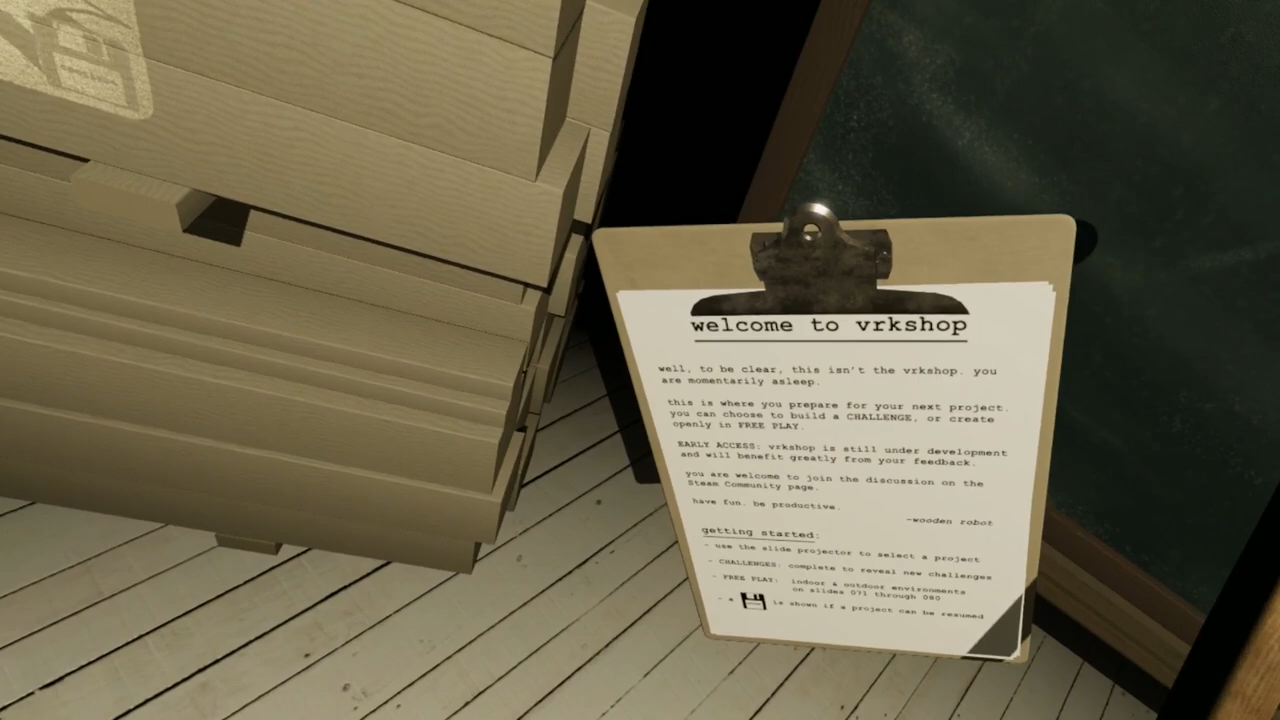 welcome to vrkshop
well, to be clear, this isn't the vrkshop. you
are momentarily asleep.
this is where you prepare for your next project.
you can choose to build a CHALLENGE, or create
openly in FREE PLAY.
EARLY ACCESS: vrkshop is still under development
and will benefit greatly from your feedback.
you are welcome to join the discussion on the
Steam Community page.
have fun. be productive.
-wooden robot
getting started:
- use the slide projector to select a project
- CHALLENGES: complete to reveal new challenges
- FREE PLAY: indoor & outdoor environments
on slides 071 through 080
- a is shown if a project can be resumed